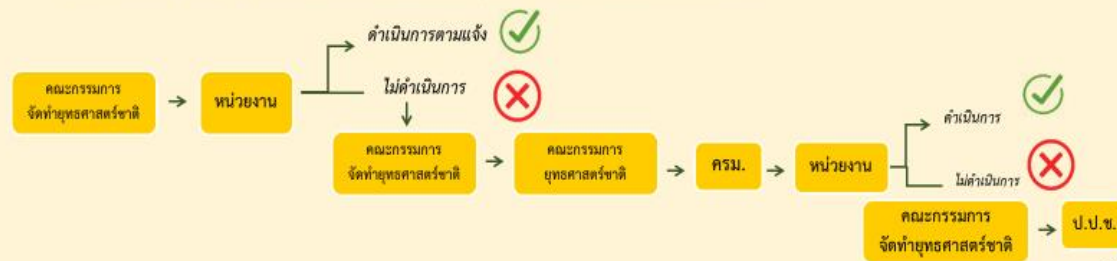 ดำเนินการตามแจ้ง
คณะกรรมการ
จัดทำยุทธศาสตร์ชาติ
หน่วยงาน
ไม่ดำเนินการ
คณะกรรมการ
จัดทำยุทธศาสตร์ชาติ
คณะกรรมการ
ยุทธศาสตร์ชาติ
ครม.
หน่วยงาน
ดำเนินการ
ไม่ดำเนินการ
คณะกรรมการ
จัดทำยุทธศาสตร์ชาติ
ป.ป.ช.